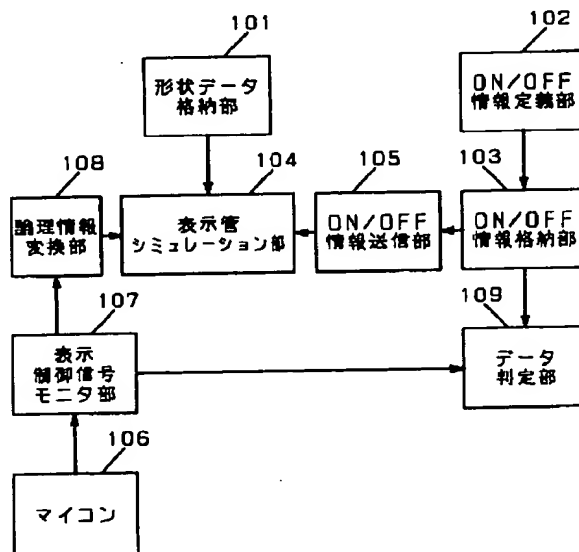 101
形状データ
格納部
102
ON/OFF
情報定義部
108
論理情報
変換部
104
表示管
シミュレーション部
105
ON/OFF
情報送信部
103
ON/OFF
情報格納部
107
表示
制御信号
モニタ部
109
データ
判定部
106
マイコン